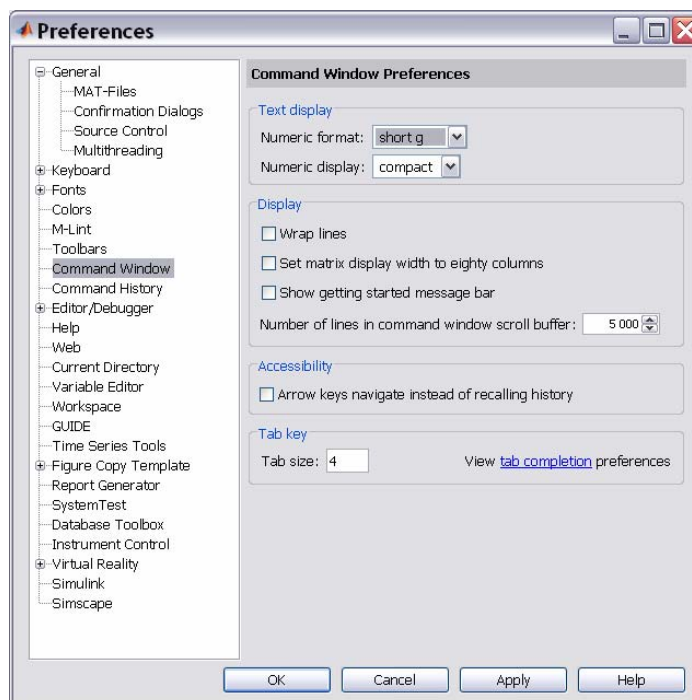 Preferences
General
MAT-Files
Confirmation Dialogs
Source Control
Multithreading
Keyboard
Fonts
Colors
M-Lint
Toolbars
Command Window
Command History
Editor/Debugger
Help
Web
Current Directory
Variable Editor
Workspace
GUIDE
Time Series Tools
Figure Copy Template
Report Generator
SystemTest
Database Toolbox
Instrument Control
Virtual Reality
Simulink
Simscape
Command Window Preferences
Text display
Numeric format: short g
Numeric display: compact
Display
Wrap lines
Set matrix display width to eighty columns
Show getting started message bar
Number of lines in command window scroll buffer: 5 000
Accessibility
Arrow keys navigate instead of recalling history
Tab key
Tab size: 4 View tab completion preferences
OK Cancel Apply Help